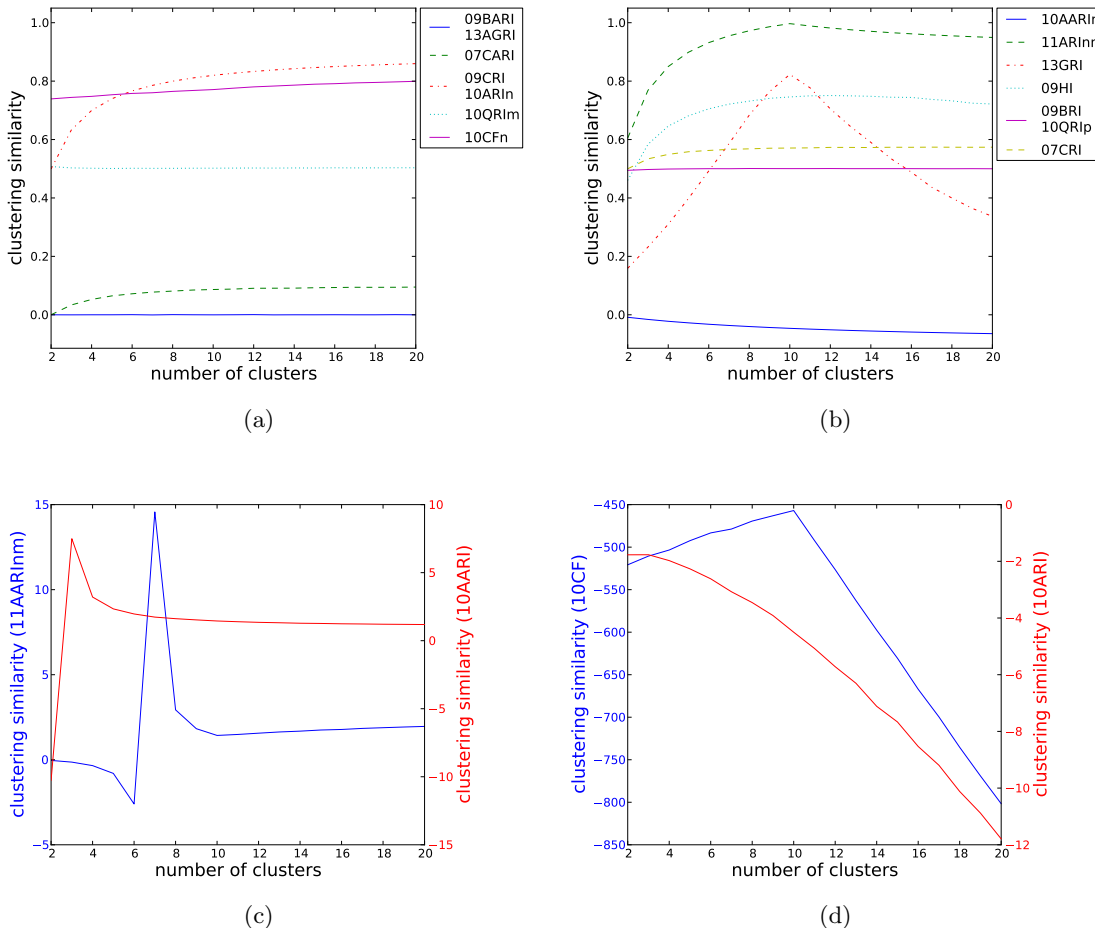 clustering similarity
1.0
0.8
0.6
0.4
0.2
0.0
2 4 6 8 10 12 14 16 18 20
number of clusters
09BARI
13AGRI
07CARI
09CRI
10ARIn
10QRIm
10CFn
(a)
clustering similarity
1.0
0.8
0.6
0.4
0.2
0.0
2 4 6 8 10 12 14 16 18 20
number of clusters
10AARIn
11ARInm
13GRI
09HI
09BRI
10QRIp
07CRI
(b)
clustering similarity (11AARInm)
15
10
5
0
−5
2 4 6 8 10 12 14 16 18 20
number of clusters
10
5
0
−5
−10
−15
clustering similarity (10AARI)
(c)
clustering similarity (10CF)
−450
−500
−550
−600
−650
−700
−750
−800
−850
2 4 6 8 10 12 14 16 18 20
number of clusters
0
−2
−4
−6
−8
−10
−12
clustering similarity (10ARI)
(d)